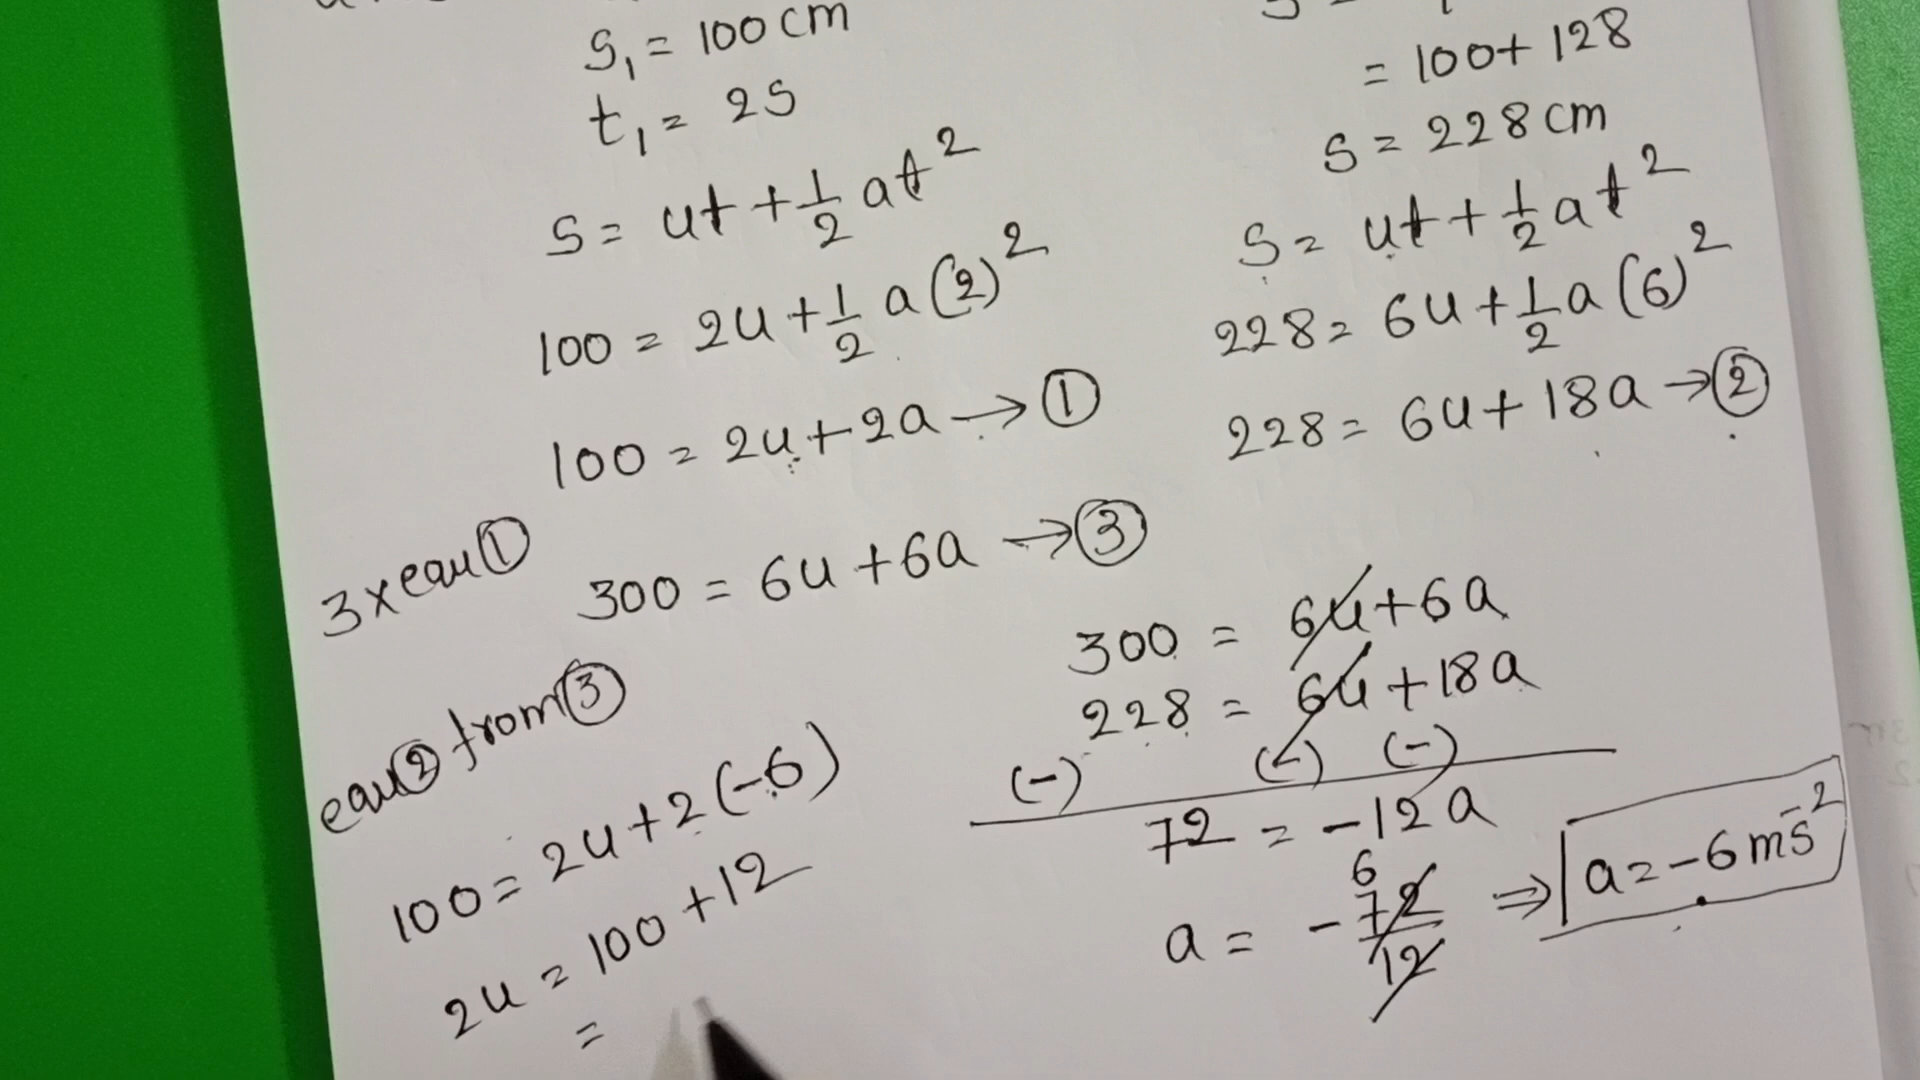 S₁ = 100 cm
t₁ = 2s
S = ut + 1/2 at²
100 = 2u + 1/2 a(2)²
100 = 2u + 2a → ①
= 100 + 128
S = 228 cm
S = ut + 1/2 at²
228 = 6u + 1/2 a(6)²
228 = 6u + 18a → ②
3 x equ ①
300 = 6u + 6a → ③
equ ② from ③
300 = 6u + 6a
228 = 6u + 18a
(-) (-) (-)
72 = -12a
6
a = -72/12 ⇒ a = -6 ms⁻²
100 = 2u + 2(-6)
2u = 100 + 12
=